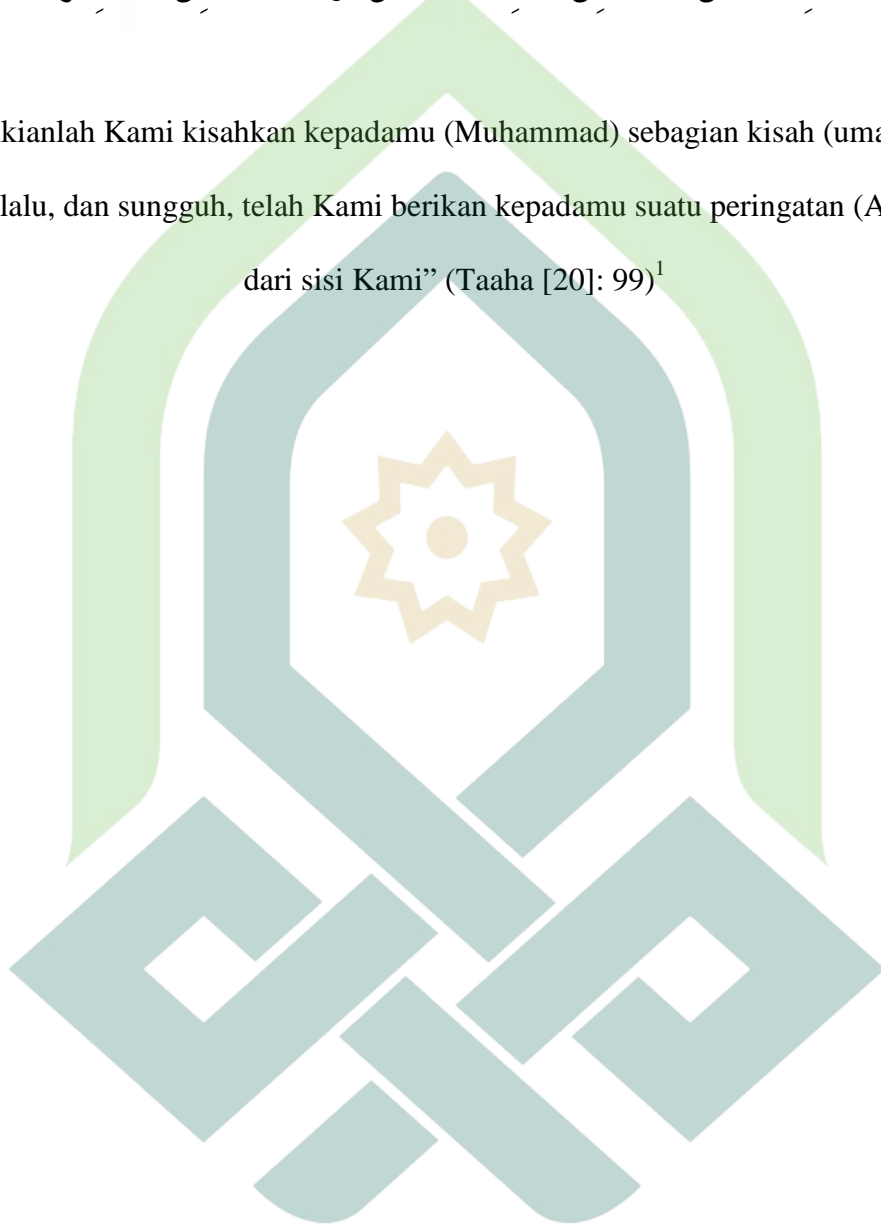 kianlah Kami kisahkan kepadamu (Muhammad) sebagian kisah (uma
lalu, dan sungguh, telah Kami berikan kepadamu suatu peringatan (A
dari sisi Kami” (Taaha [20]: 99)¹